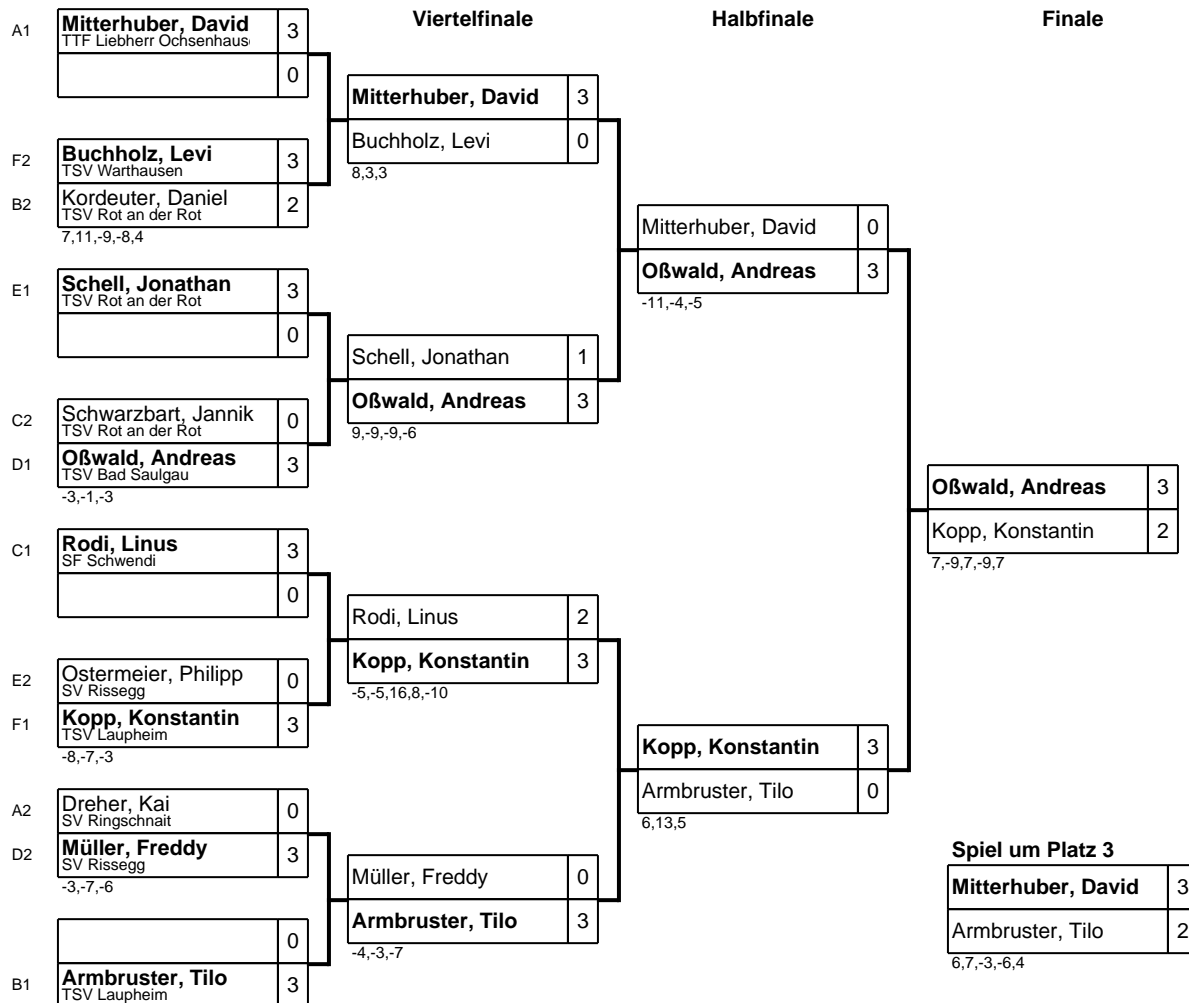 Viertelfinale
Halbfinale
Finale
A1
Mitterhuber, David
3
TTF Liebherr Ochsenhaus
0
F2
Buchholz, Levi
3
TSV Warthausen
B2
Kordeuter, Daniel
2
TSV Rot an der Rot
7,11,-9,-8,4
E1
Schell, Jonathan
3
TSV Rot an der Rot
0
C2
Schwarzbart, Jannik
0
TSV Rot an der Rot
D1
Oßwald, Andreas
3
TSV Bad Saulgau
-3,-1,-3
C1
Rodi, Linus
3
SF Schwendi
0
E2
Ostermeier, Philipp
0
SV Rissegg
F1
Kopp, Konstantin
3
TSV Laupheim
-8,-7,-3
A2
Dreher, Kai
0
SV Ringschnait
D2
Müller, Freddy
3
SV Rissegg
-3,-7,-6
0
B1
Armbruster, Tilo
3
TSV Laupheim
Mitterhuber, David
3
Buchholz, Levi
0
8,3,3
Schell, Jonathan
1
Oßwald, Andreas
3
9,-9,-9,-6
Rodi, Linus
2
Kopp, Konstantin
3
-5,-5,16,8,-10
Müller, Freddy
0
Armbruster, Tilo
3
-4,-3,-7
Mitterhuber, David
0
Oßwald, Andreas
3
-11,-4,-5
Kopp, Konstantin
3
Armbruster, Tilo
0
6,13,5
Oßwald, Andreas
3
Kopp, Konstantin
2
7,-9,7,-9,7
Spiel um Platz 3
Mitterhuber, David
3
Armbruster, Tilo
2
6,7,-3,-6,4